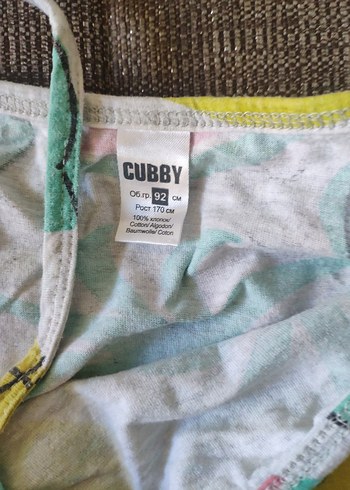 CUBBY
Об.гр. 92 см
Рост 170 см
100% хлопок/
Cotton/Algodon/
Baumwolle/Coton